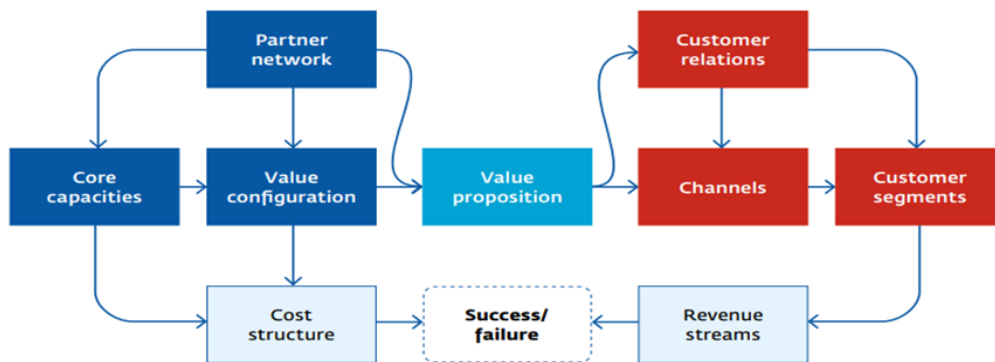 Partner
network
Customer
relations
Core
capacities
Value
configuration
Value
proposition
Channels
Customer
segments
Cost
structure
Success/
failure
Revenue
streams